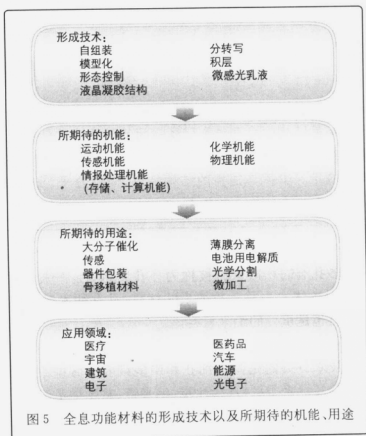 形成技术：
自组装 分转写
模型化 积层
形态控制 微感光乳液
液晶凝胶结构
所期待的机能：
运动机能 化学机能
传感机能 物理机能
情报处理机能
(存储、计算机能)
所期待的用途：
大分子催化 薄膜分离
传感 电池用电解质
器件包装 光学分割
骨移植材料 微加工
应用领域：
医疗 医药品
宇宙 汽车
建筑 能源
电子 光电子
图5 全息功能材料的形成技术以及所期待的机能、用途